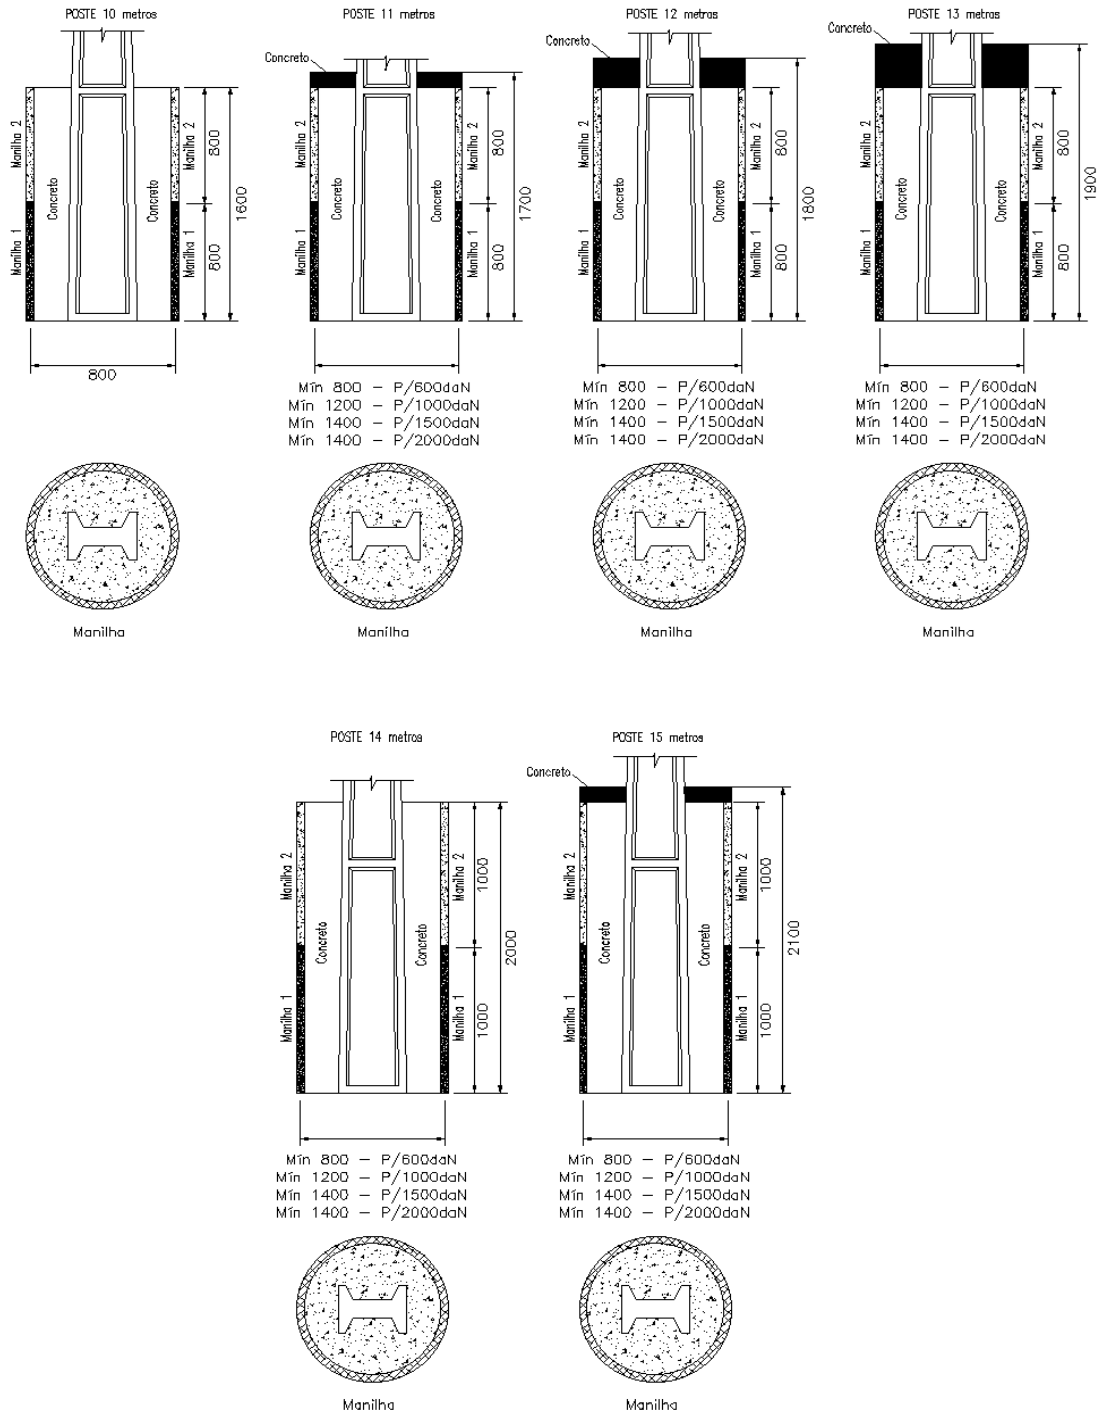 POSTE 10 metros
Manilha 2
Manilha 1
Concreto
Concreto
Manilha 2
Manilha 1
800
800
1600
800
Manilha
POSTE 11 metros
Concreto
Manilha 2
Manilha 1
Concreto
Concreto
Manilha 2
Manilha 1
800
800
1700
Mín 800 – P/600daN
Mín 1200 – P/1000daN
Mín 1400 – P/1500daN
Mín 1400 – P/2000daN
Manilha
POSTE 12 metros
Concreto
Manilha 2
Manilha 1
Concreto
Concreto
Manilha 2
Manilha 1
800
800
1800
Mín 800 – P/600daN
Mín 1200 – P/1000daN
Mín 1400 – P/1500daN
Mín 1400 – P/2000daN
Manilha
POSTE 13 metros
Concreto
Manilha 2
Manilha 1
Concreto
Concreto
Manilha 2
Manilha 1
800
800
1900
Mín 800 – P/600daN
Mín 1200 – P/1000daN
Mín 1400 – P/1500daN
Mín 1400 – P/2000daN
Manilha
POSTE 14 metros
Manilha 2
Manilha 1
Concreto
Concreto
Manilha 2
Manilha 1
1000
1000
2000
Mín 800 – P/600daN
Mín 1200 – P/1000daN
Mín 1400 – P/1500daN
Mín 1400 – P/2000daN
Manilha
POSTE 15 metros
Concreto
Manilha 2
Manilha 1
Concreto
Concreto
Manilha 2
Manilha 1
1000
1000
2100
Mín 800 – P/600daN
Mín 1200 – P/1000daN
Mín 1400 – P/1500daN
Mín 1400 – P/2000daN
Manilha